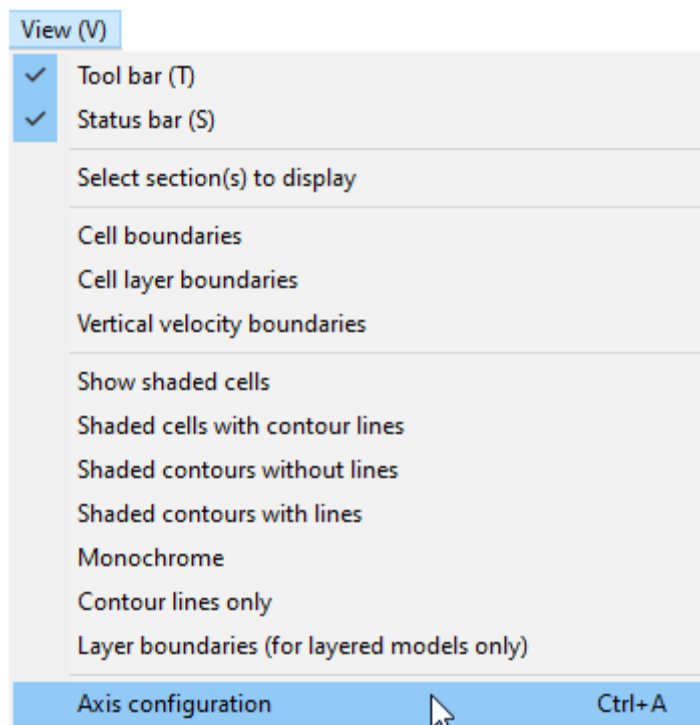 View (V)
Tool bar (T)
Status bar (S)
Select section(s) to display
Cell boundaries
Cell layer boundaries
Vertical velocity boundaries
Show shaded cells
Shaded cells with contour lines
Shaded contours without lines
Shaded contours with lines
Monochrome
Contour lines only
Layer boundaries (for layered models only)
Axis configuration Ctrl+A